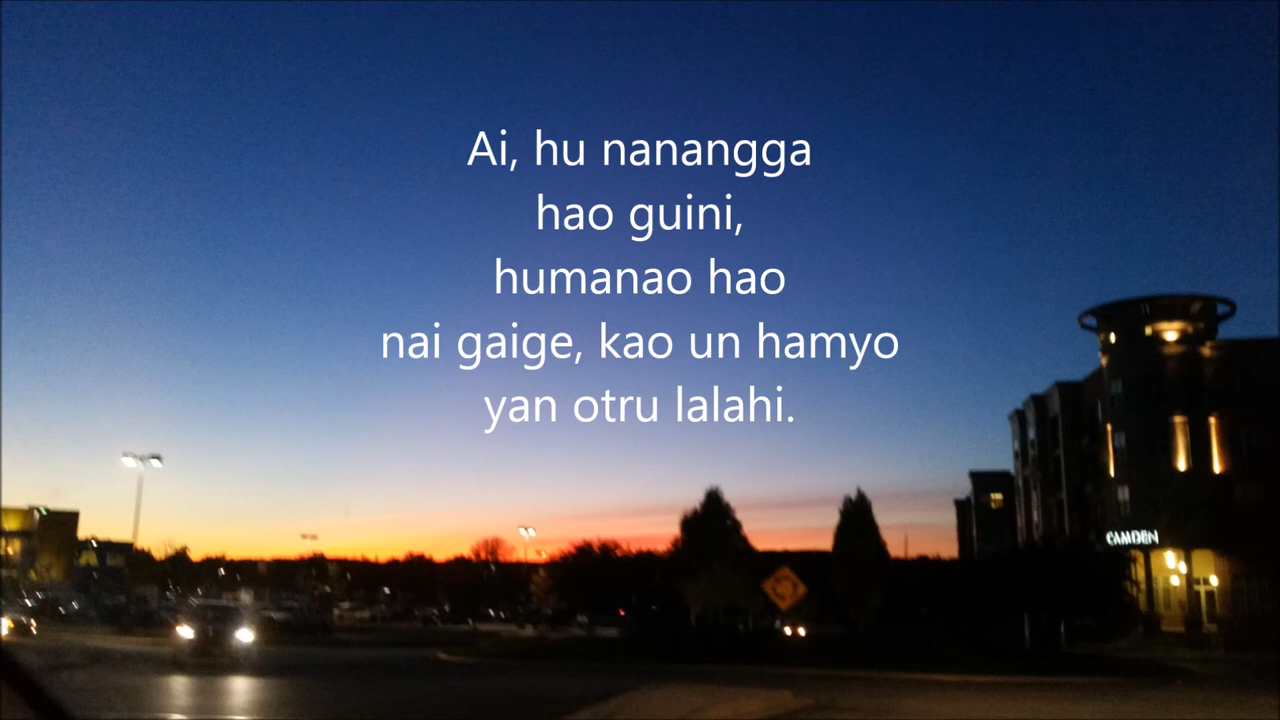 Ai, hu nanangga
hao guini,
humanao hao
nai gaige, kao un hamyo
yan otru lalahi.
CAMDEN